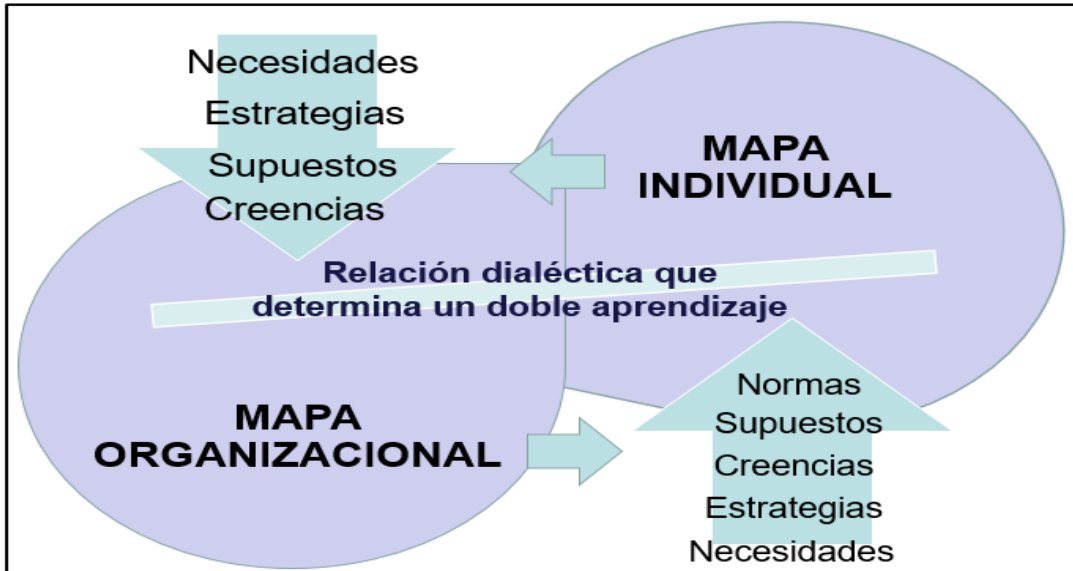 Necesidades
Estrategias
Supuestos
Creencias
MAPA
INDIVIDUAL
Relación dialéctica que
determina un doble aprendizaje
MAPA
ORGANIZACIONAL
Normas
Supuestos
Creencias
Estrategias
Necesidades